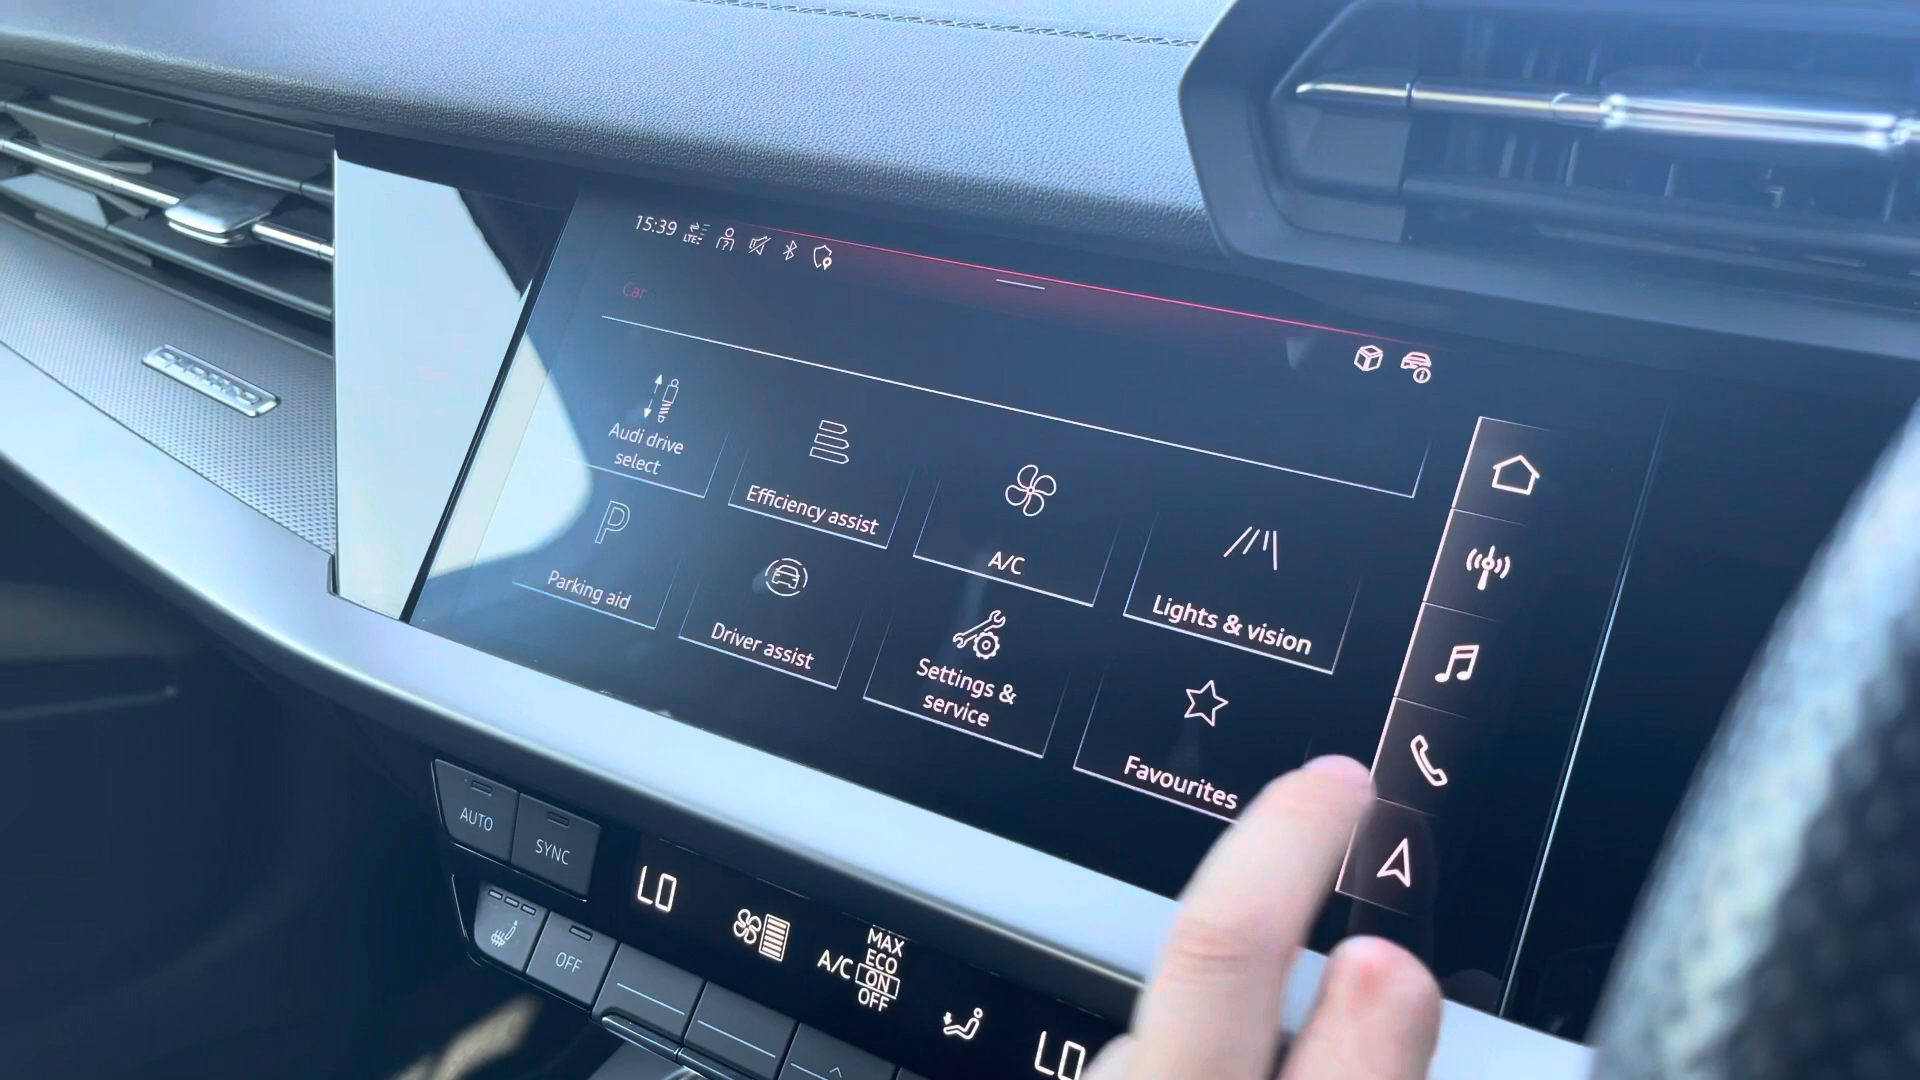 15:39
LTE
Car
Audi drive
select
Efficiency assist
A/C
Lights & vision
P
Parking aid
Driver assist
Settings &
service
Favourites
AUTO
SYNC
LO
A/C
MAX
ECO
ON
OFF
LO
OFF